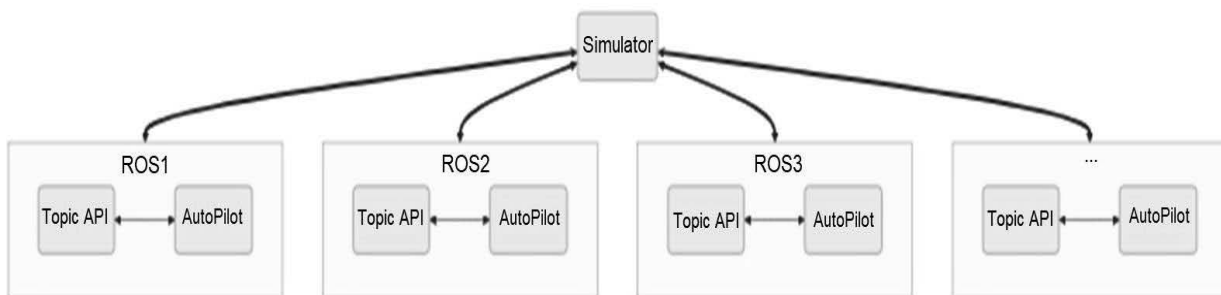 Simulator
ROS1
ROS2
ROS3
...
Topic API
AutoPilot
Topic API
AutoPilot
Topic API
AutoPilot
Topic API
AutoPilot